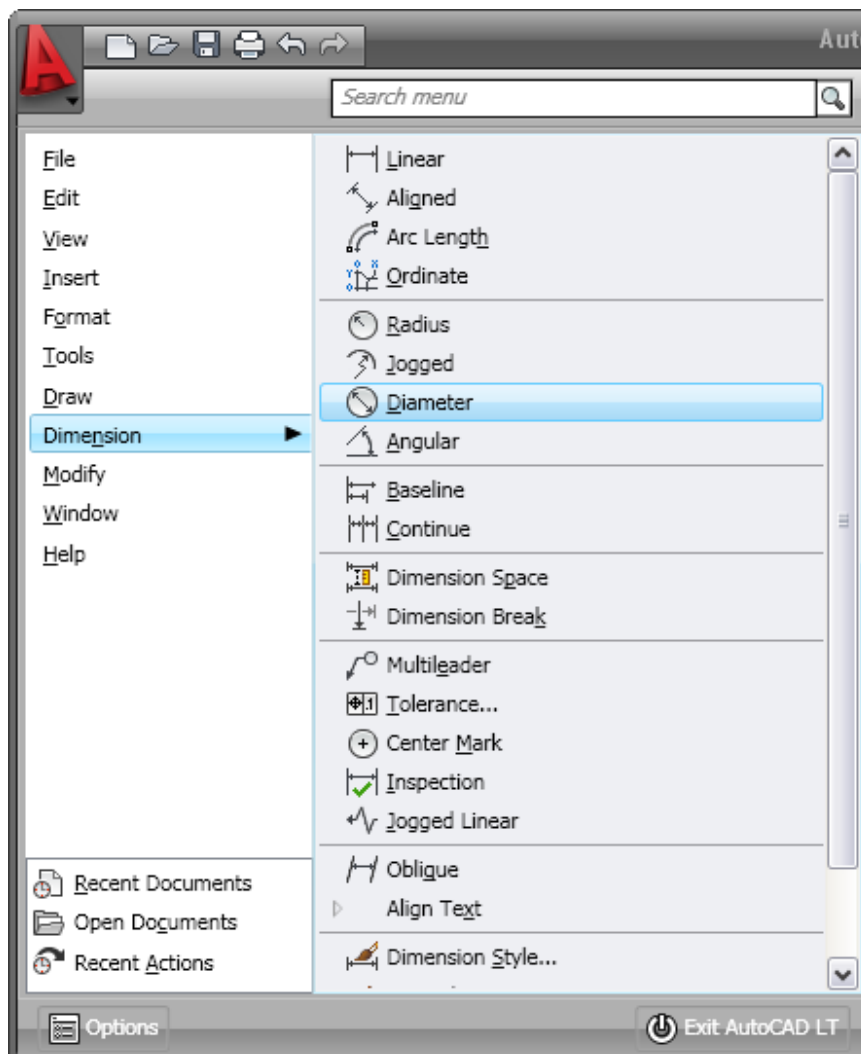 Aut
Search menu
File
Edit
View
Insert
Format
Tools
Draw
Dimension
Modify
Window
Help
Linear
Aligned
Arc Length
Ordinate
Radius
Jogged
Diameter
Angular
Baseline
Continue
Dimension Space
Dimension Break
Multileader
Tolerance...
Center Mark
Inspection
Jogged Linear
Oblique
Align Text
Dimension Style...
Recent Documents
Open Documents
Recent Actions
Options
Exit AutoCAD LT